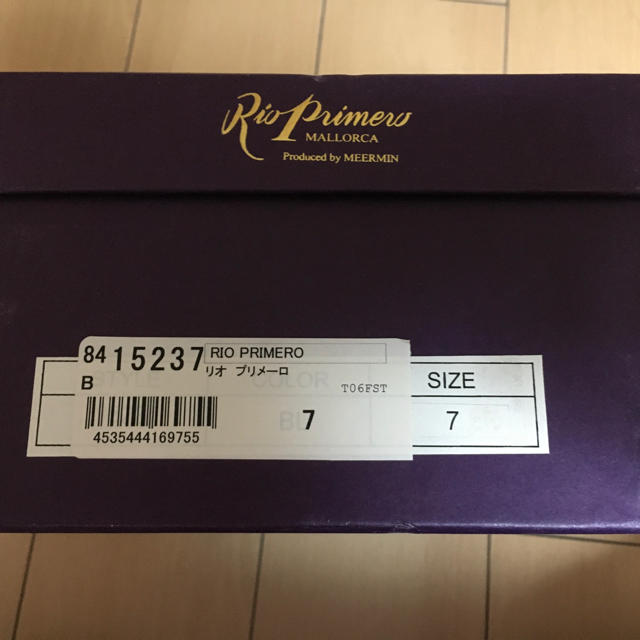 Rio Primero
MALLORCA
Produced by MEERMIN
84 15237
B
RIO PRIMERO
リオ プリメーロ
T06FST
7
4535444169755
STYLE COLOR SIZE
BL 7